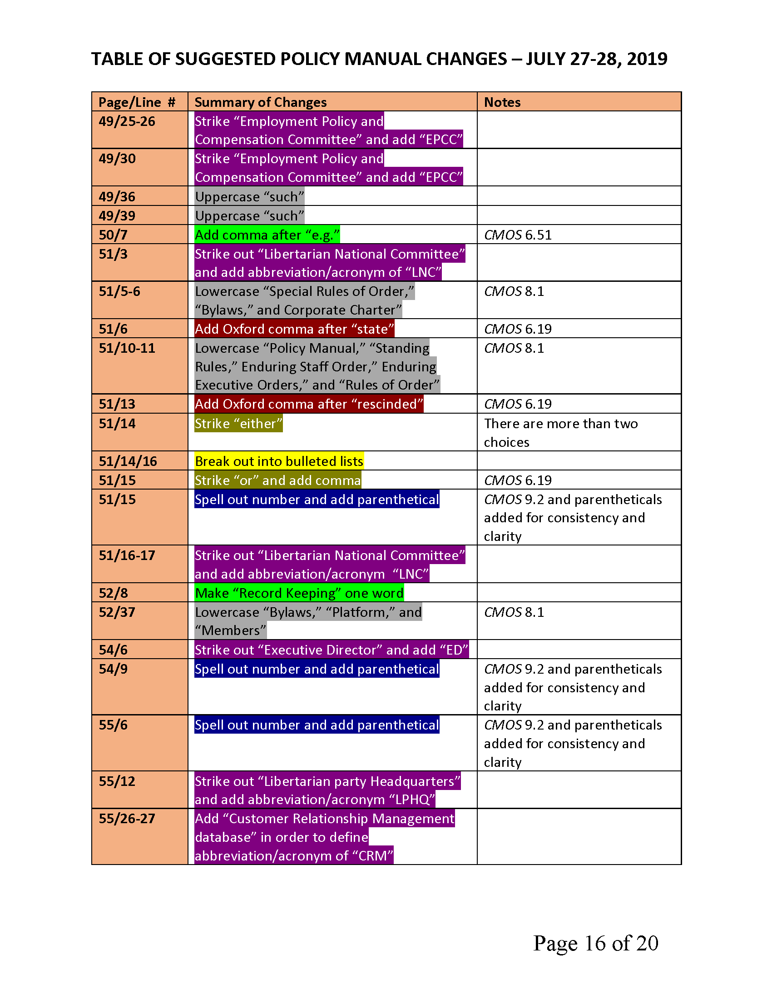 TABLE OF SUGGESTED POLICY MANUAL CHANGES – JULY 27-28, 2019
Page/Line # Summary of Changes Notes
49/25-26 Strike “Employment Policy and
Compensation Committee” and add “EPCC”
49/30 Strike “Employment Policy and
Compensation Committee” and add “EPCC”
49/36 Uppercase “such”
49/39 Uppercase “such”
50/7 Add comma after “e.g.” CMOS 6.51
51/3 Strike out “Libertarian National Committee”
and add abbreviation/acronym of “LNC”
51/5-6 Lowercase “Special Rules of Order,” CMOS 8.1
“Bylaws,” and Corporate Charter”
51/6 Add Oxford comma after “state” CMOS 6.19
51/10-11 Lowercase “Policy Manual,” “Standing CMOS 8.1
Rules,” Enduring Staff Order,” Enduring
Executive Orders,” and “Rules of Order”
51/13 Add Oxford comma after “rescinded” CMOS 6.19
51/14 Strike “either” There are more than two
choices
51/14/16 Break out into bulleted lists
51/15 Strike “or” and add comma CMOS 6.19
51/15 Spell out number and add parenthetical CMOS 9.2 and parentheticals
added for consistency and
clarity
51/16-17 Strike out “Libertarian National Committee”
and add abbreviation/acronym “LNC”
52/8 Make “Record Keeping” one word
52/37 Lowercase “Bylaws,” “Platform,” and CMOS 8.1
“Members”
54/6 Strike out “Executive Director” and add “ED”
54/9 Spell out number and add parenthetical CMOS 9.2 and parentheticals
added for consistency and
clarity
55/6 Spell out number and add parenthetical CMOS 9.2 and parentheticals
added for consistency and
clarity
55/12 Strike out “Libertarian party Headquarters”
and add abbreviation/acronym “LPHQ”
55/26-27 Add “Customer Relationship Management
database” in order to define
abbreviation/acronym of “CRM”
Page 16 of 20